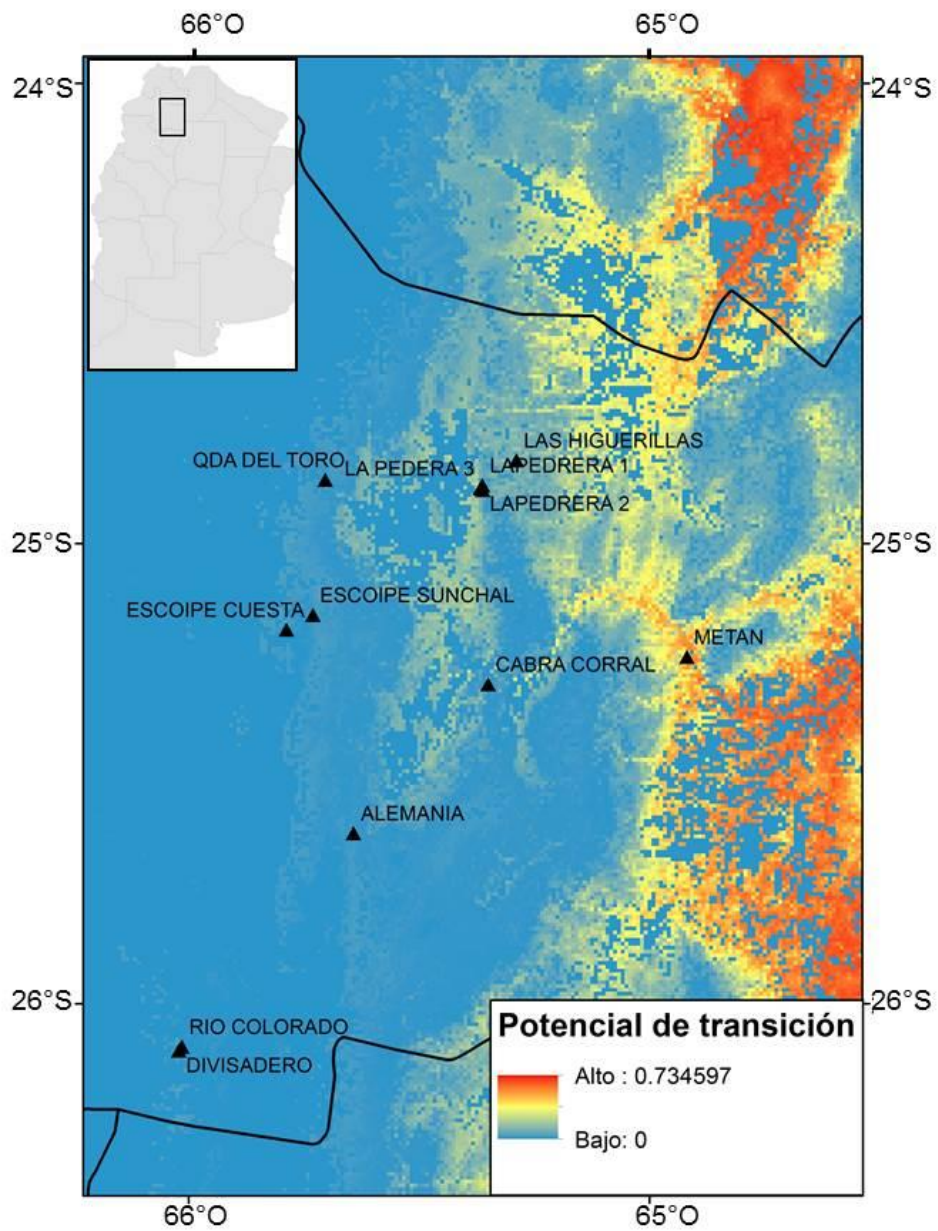 66°O 65°O
24°S 24°S
LAS HIGUERILLAS
QDA DEL TORO LA PEDERA 3 LAPEDRERA 1
LAPEDRERA 2
25°S 25°S
ESCOIPE CUESTA ESCOIPE SUNCHAL
METAN
CABRA CORRAL
ALEMANIA
26°S 26°S
RIO COLORADO
DIVISADERO
Potencial de transición
Alto : 0.734597
Bajo: 0
66°O 65°O